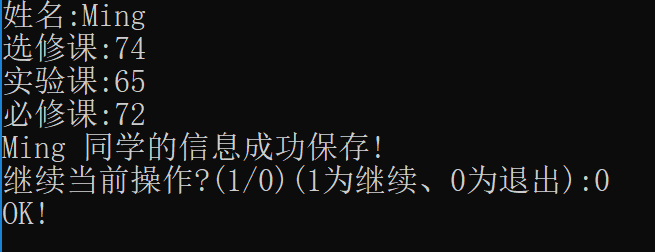 姓名:Ming
选修课:74
实验课:65
必修课:72
Ming 同学的信息成功保存!
继续当前操作?(1/0)(1为继续、0为退出):0
OK!